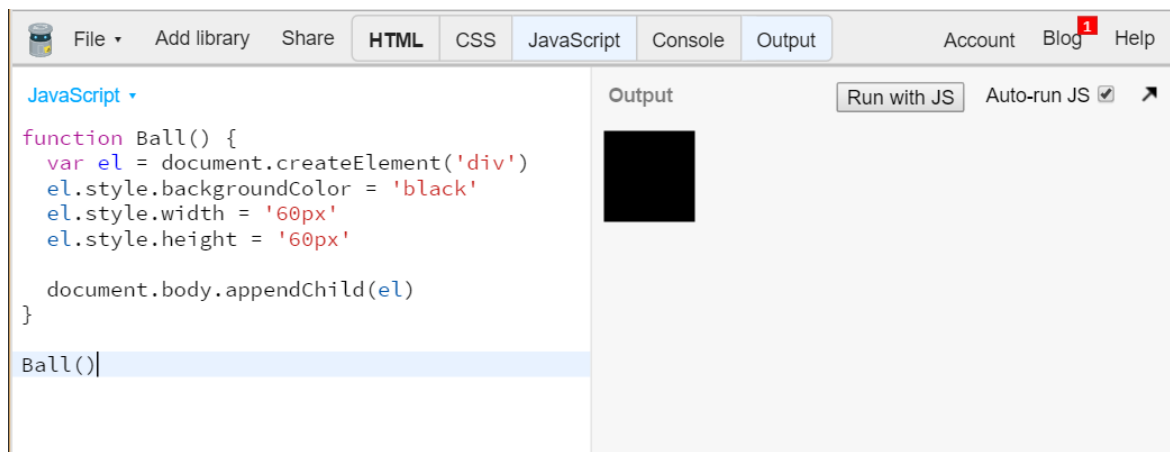 File ▾ Add library Share HTML CSS JavaScript Console Output Account Blog 1 Help
JavaScript ▾
function Ball() {
  var el = document.createElement('div')
  el.style.backgroundColor = 'black'
  el.style.width = '60px'
  el.style.height = '60px'

  document.body.appendChild(el)
}

Ball()
Output Run with JS Auto-run JS